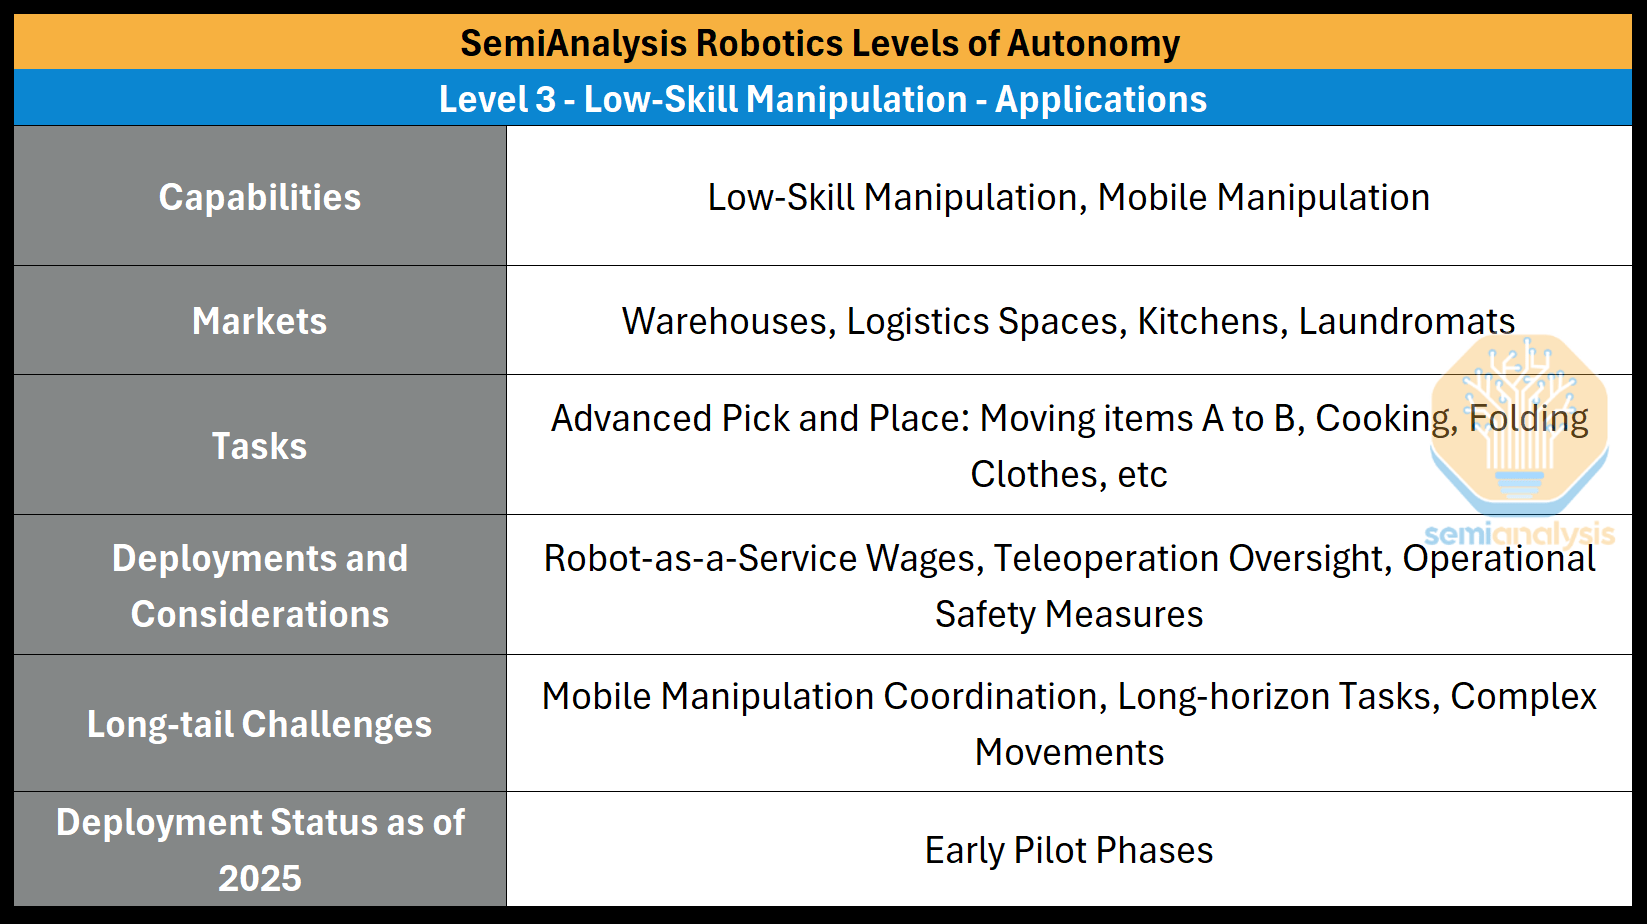 SemiAnalysis Robotics Levels of Autonomy
Level 3 - Low-Skill Manipulation - Applications
Capabilities
Low-Skill Manipulation, Mobile Manipulation
Markets
Warehouses, Logistics Spaces, Kitchens, Laundromats
Tasks
Advanced Pick and Place: Moving items A to B, Cooking, Folding
Clothes, etc
semianalysis
Deployments and
Considerations
Robot-as-a-Service Wages, Teleoperation Oversight, Operational
Safety Measures
Long-tail Challenges
Mobile Manipulation Coordination, Long-horizon Tasks, Complex
Movements
Deployment Status as of
2025
Early Pilot Phases